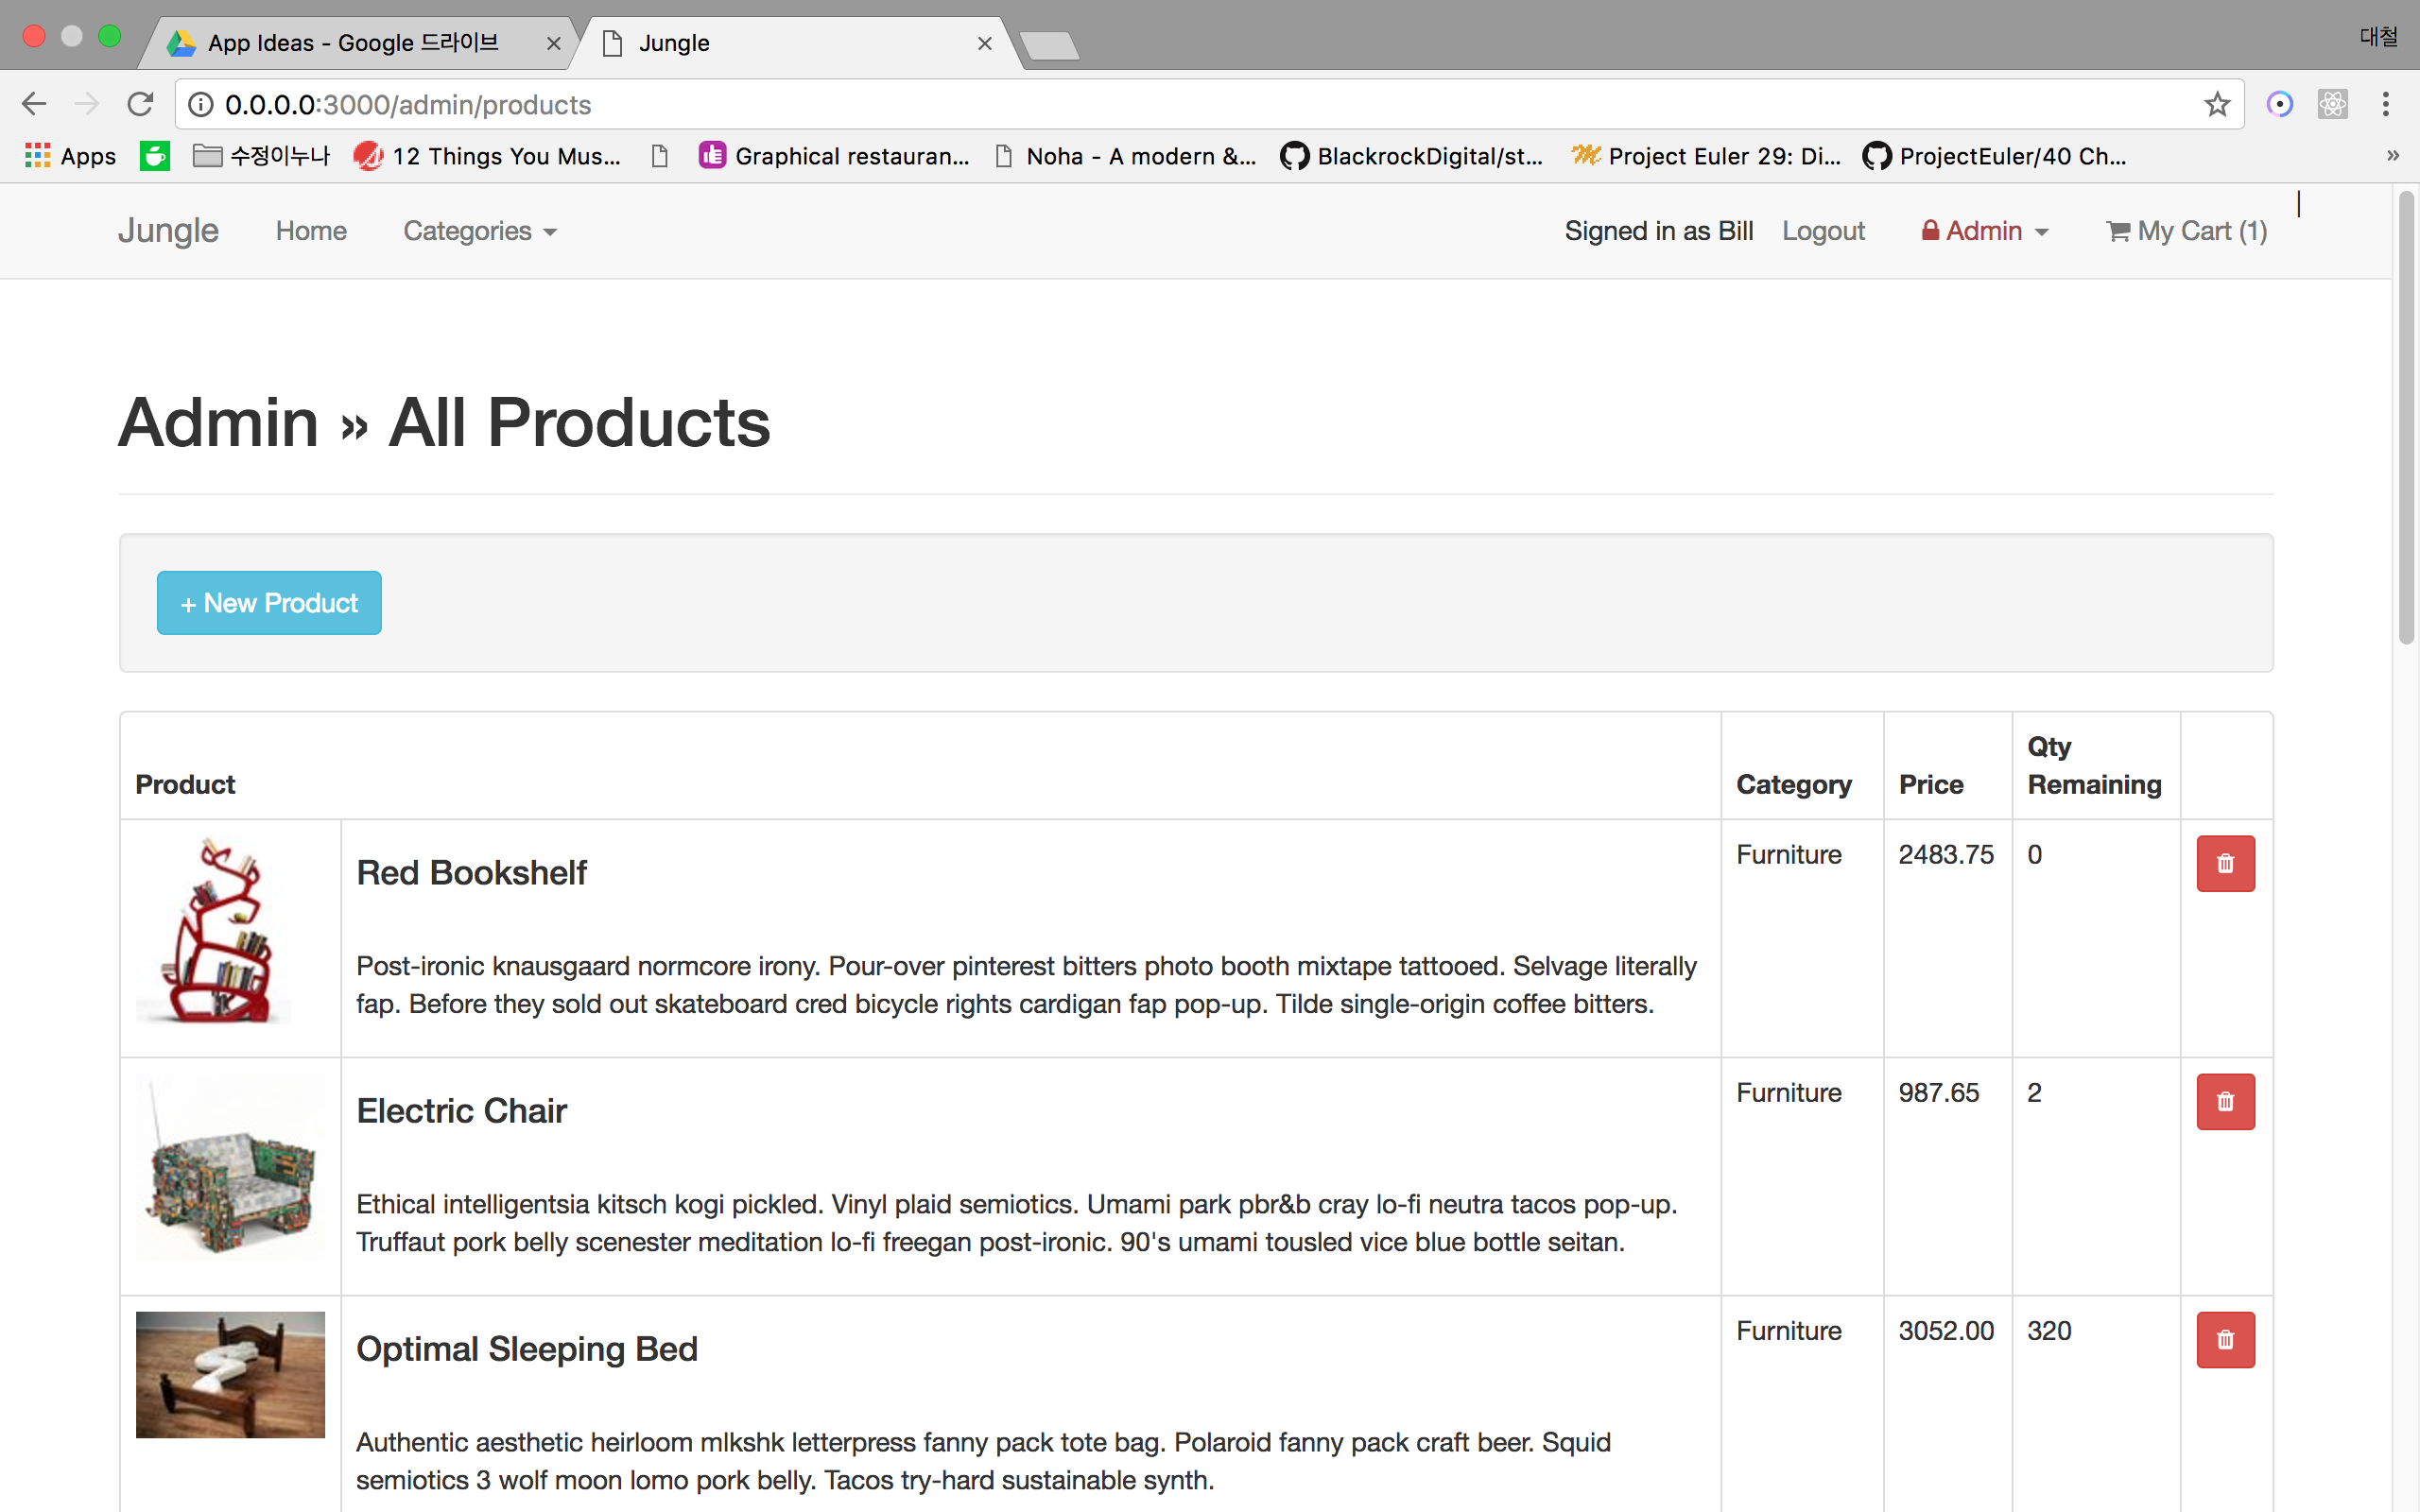 App Ideas - Google 드라이브
Jungle
대철
0.0.0.0:3000/admin/products
Apps
수정이누나
12 Things You Mus...
Graphical restauran...
Noha - A modern &...
BlackrockDigital/st...
Project Euler 29: Di...
ProjectEuler/40 Ch...
»
Jungle
Home
Categories
Signed in as Bill
Logout
Admin
My Cart (1)
|
Admin » All Products
+ New Product
Product
Category
Price
Qty
Remaining
Red Bookshelf
Furniture
2483.75
0
Post-ironic knausgaard normcore irony. Pour-over pinterest bitters photo booth mixtape tattooed. Selvage literally
fap. Before they sold out skateboard cred bicycle rights cardigan fap pop-up. Tilde single-origin coffee bitters.
Electric Chair
Furniture
987.65
2
Ethical intelligentsia kitsch kogi pickled. Vinyl plaid semiotics. Umami park pbr&b cray lo-fi neutra tacos pop-up.
Truffaut pork belly scenester meditation lo-fi freegan post-ironic. 90's umami tousled vice blue bottle seitan.
Optimal Sleeping Bed
Furniture
3052.00
320
Authentic aesthetic heirloom mlkshk letterpress fanny pack tote bag. Polaroid fanny pack craft beer. Squid
semiotics 3 wolf moon lomo pork belly. Tacos try-hard sustainable synth.